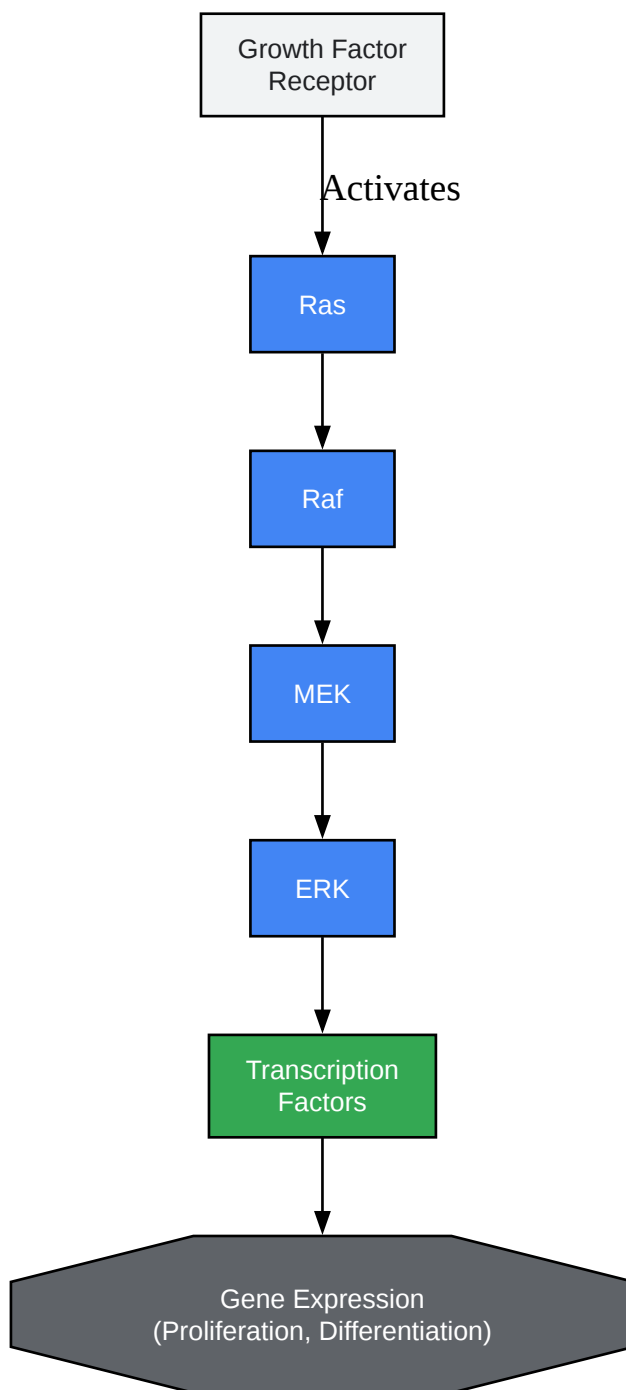 Growth Factor
Receptor
Activates
Ras
Raf
MEK
ERK
Transcription
Factors
Gene Expression
(Proliferation, Differentiation)